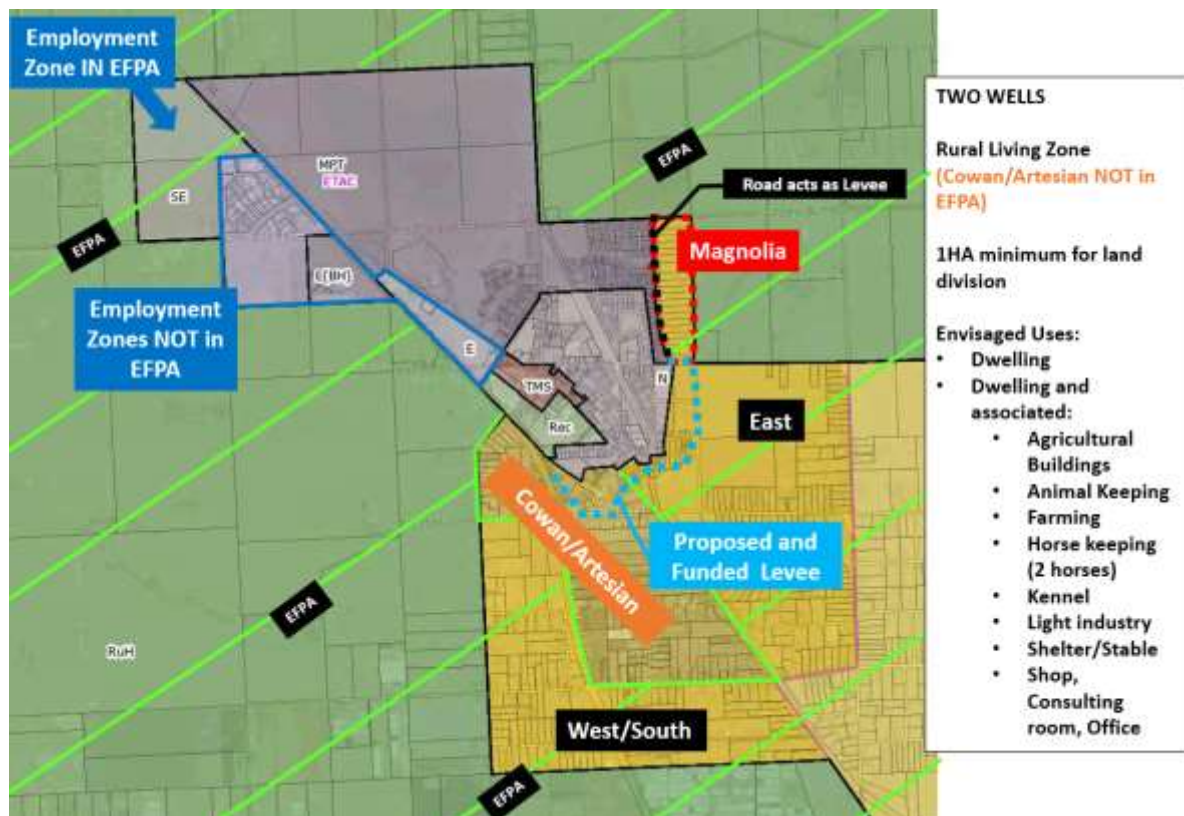 Employment
Zone IN EFPA
SE
MPT
ETAC
EFPA
Road acts as Levee
EFPA
Magnolia
E(BH)
Employment
Zones NOT in
EFPA
E
TMS
N
Rec
East
Cowan/Artesian
Proposed and
Funded Levee
EFPA
RuH
West/South
EFPA
TWO WELLS
Rural Living Zone
(Cowan/Artesian NOT in
EFPA)
1HA minimum for land
division
Envisaged Uses:
• Dwelling
• Dwelling and
associated:
• Agricultural
Buildings
• Animal Keeping
• Farming
• Horse keeping
(2 horses)
• Kennel
• Light industry
• Shelter/Stable
• Shop,
Consulting
room, Office